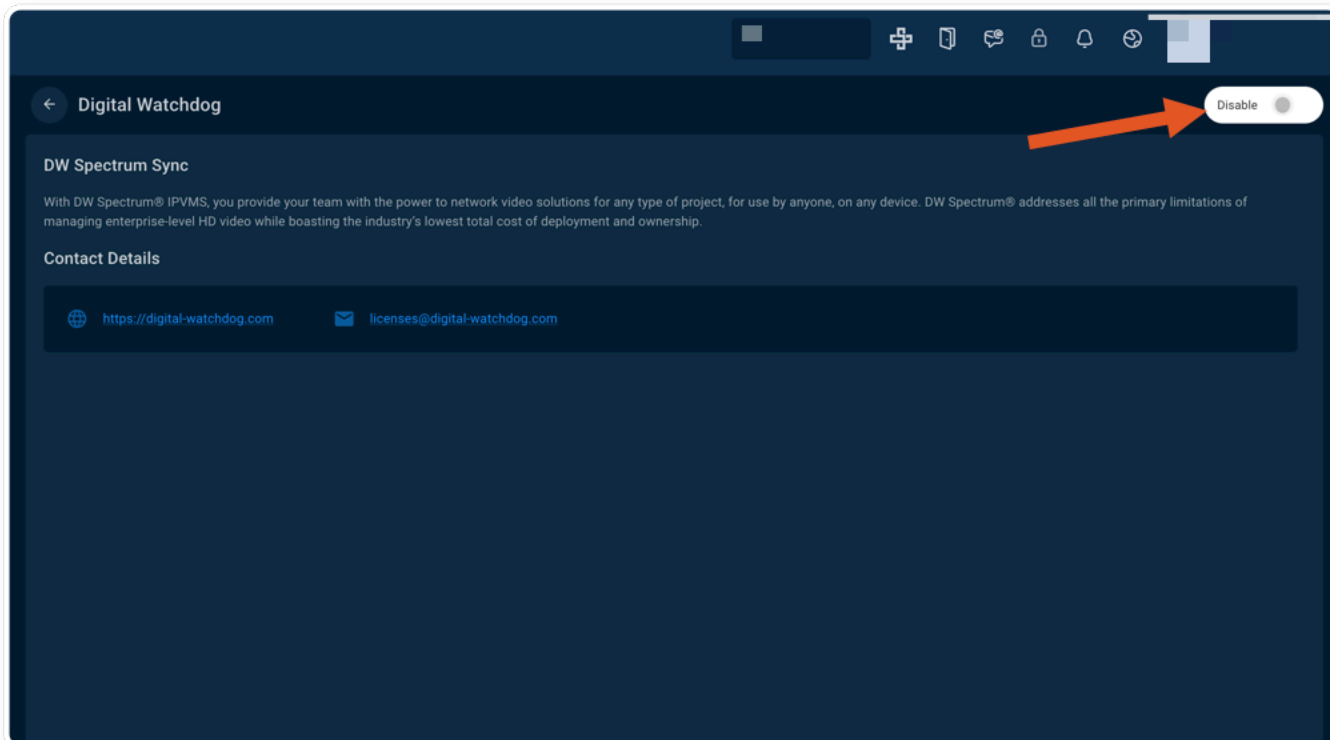 Digital Watchdog
Disable
DW Spectrum Sync
With DW Spectrum® IPVMS, you provide your team with the power to network video solutions for any type of project, for use by anyone, on any device. DW Spectrum® addresses all the primary limitations of
managing enterprise-level HD video while boasting the industry's lowest total cost of deployment and ownership.
Contact Details
https://digital-watchdog.com
licenses@digital-watchdog.com